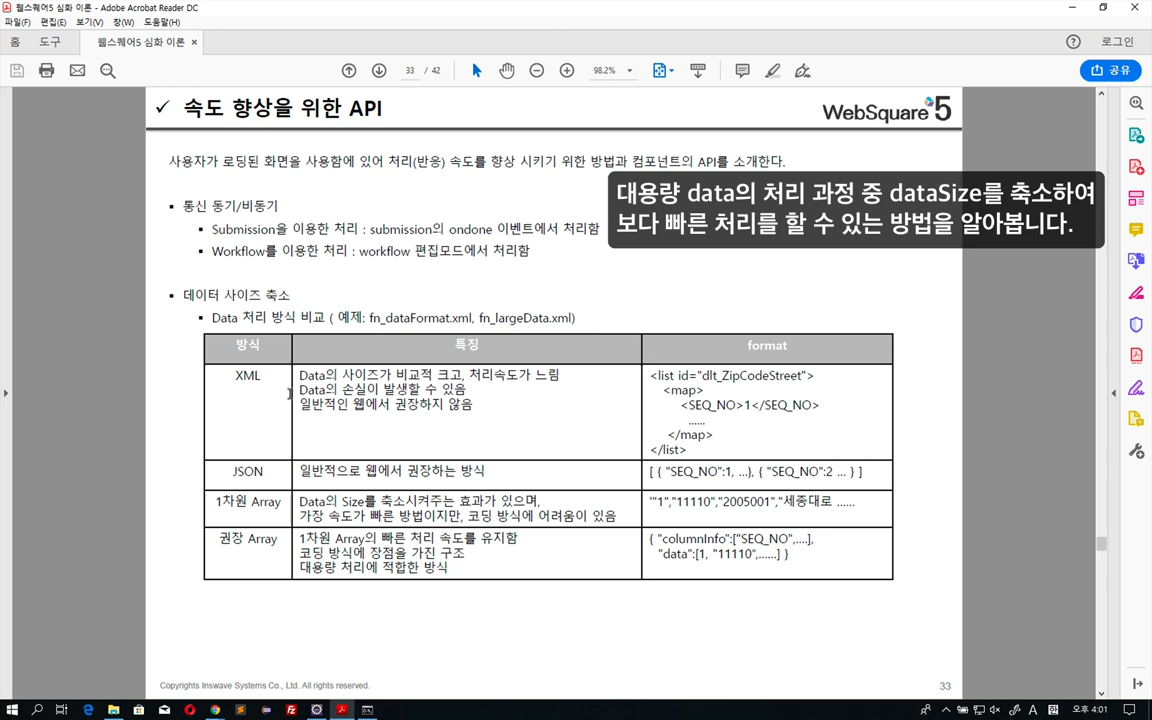 웹스퀘어5 심화 이론 - Adobe Acrobat Reader DC
파일(F) 편집(E) 보기(V) 창(W) 도움말(H)
홈 도구 웹스퀘어5 심화 이론 × 로그인
33 / 42 98.2% 공유
✓ 속도 향상을 위한 API
WebSquare 5
사용자가 로딩된 화면을 사용함에 있어 처리(반응) 속도를 향상 시키기 위한 방법과 컴포넌트의 API를 소개한다.
대용량 data의 처리 과정 중 dataSize를 축소하여
보다 빠른 처리를 할 수 있는 방법을 알아봅니다.
▪ 통신 동기/비동기
▪ Submission을 이용한 처리 : submission의 ondone 이벤트에서 처리함
▪ Workflow를 이용한 처리 : workflow 편집모드에서 처리함
▪ 데이터 사이즈 축소
▪ Data 처리 방식 비교 ( 예제: fn_dataFormat.xml, fn_largeData.xml)
방식 특징 format
XML
Data의 사이즈가 비교적 크고, 처리속도가 느림
Data의 손실이 발생할 수 있음
일반적인 웹에서 권장하지 않음
<list id="dlt_ZipCodeStreet">
<map>
<SEQ_NO>1</SEQ_NO>
......
</map>
</list>
JSON 일반적으로 웹에서 권장하는 방식 [ { "SEQ_NO":1, ...}, { "SEQ_NO":2 ... } ]
1차원 Array
Data의 Size를 축소시켜주는 효과가 있으며,
가장 속도가 빠른 방법이지만, 코딩 방식에 어려움이 있음
'"1","11110","2005001","세종대로 ......
권장 Array
1차원 Array의 빠른 처리 속도를 유지함
코딩 방식에 장점을 가진 구조
대용량 처리에 적합한 방식
{ "columnInfo":["SEQ_NO",....],
"data":[1, "11110",......] }
Copyrights Inswave Systems Co., Ltd. All rights reserved.
33
오후 4:01